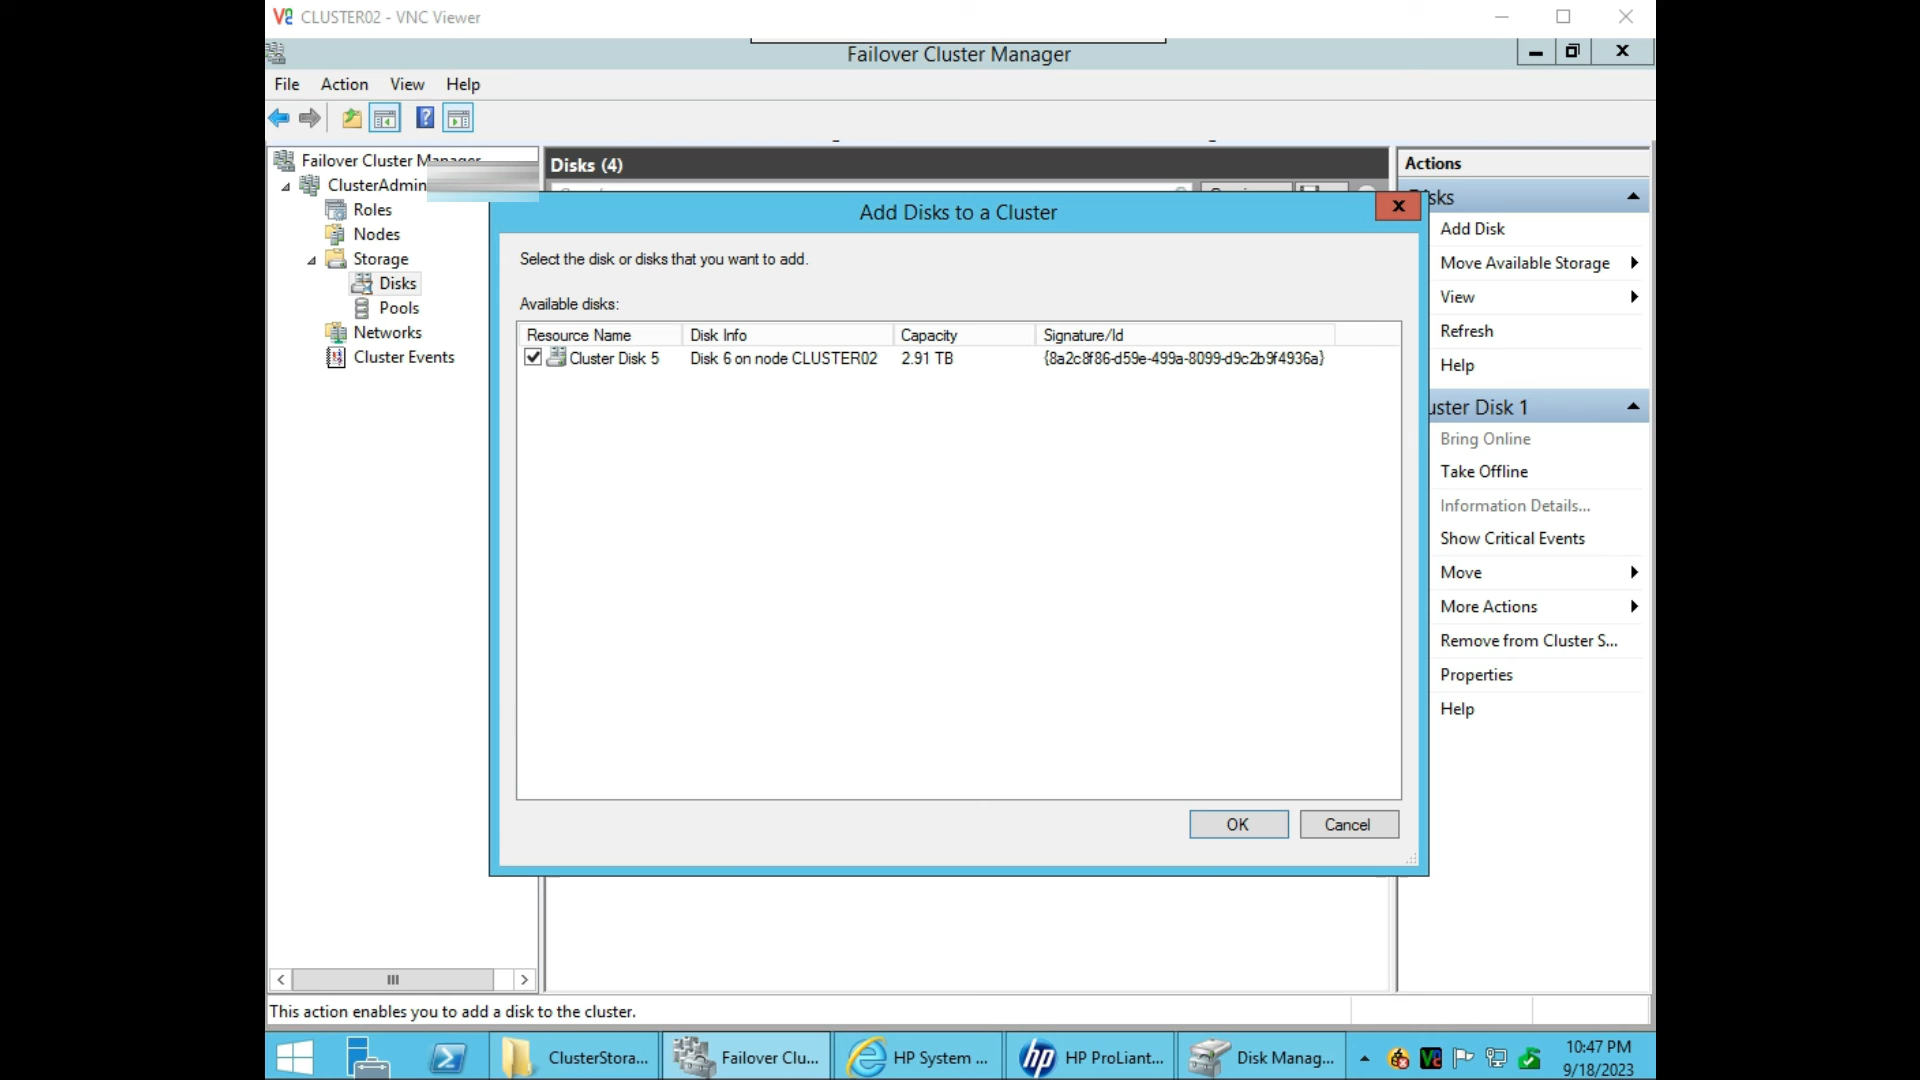 CLUSTER02 - VNC Viewer
Failover Cluster Manager
File Action View Help
Failover Cluster Manager
ClusterAdmin
Roles
Nodes
Storage
Disks
Pools
Networks
Cluster Events
Disks (4)
Add Disks to a Cluster
Select the disk or disks that you want to add.
Available disks:
Resource Name Disk Info Capacity Signature/Id
Cluster Disk 5 Disk 6 on node CLUSTER02 2.91 TB {8a2c8f86-d59e-499a-8099-d9c2b9f4936a}
OK Cancel
Actions
Add Disk
Move Available Storage
View
Refresh
Help
uster Disk 1
Bring Online
Take Offline
Information Details...
Show Critical Events
Move
More Actions
Remove from Cluster S...
Properties
Help
This action enables you to add a disk to the cluster.
ClusterStora... Failover Clu... HP System ... HP ProLiant... Disk Manag...
10:47 PM
9/18/2023